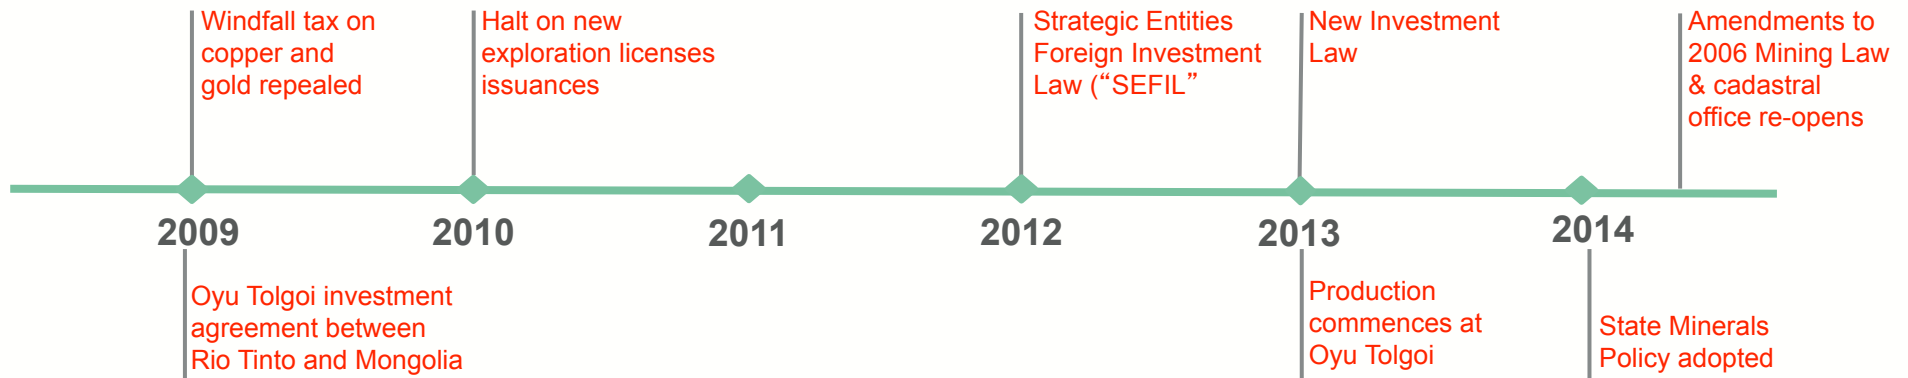 Windfall tax on
copper and
gold repealed
Halt on new
exploration licenses
issuances
Strategic Entities
Foreign Investment
Law (“SEFIL”
New Investment
Law
Amendments to
2006 Mining Law
& cadastral
office re-opens
2009
2010
2011
2012
2013
2014
Oyu Tolgoi investment
agreement between
Rio Tinto and Mongolia
Production
commences at
Oyu Tolgoi
State Minerals
Policy adopted